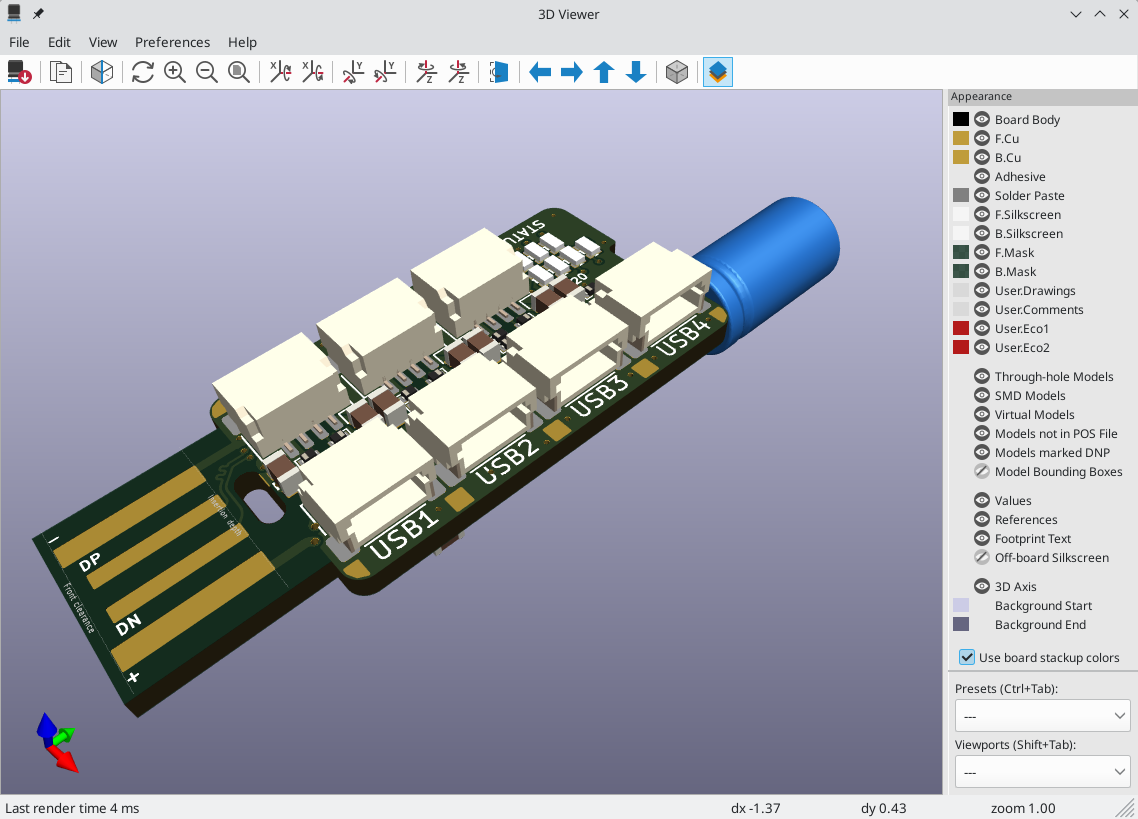 3D Viewer
File Edit View Preferences Help
X X Y Y Z Z
Appearance
Board Body
F.Cu
B.Cu
Adhesive
Solder Paste
F.Silkscreen
B.Silkscreen
F.Mask
B.Mask
User.Drawings
User.Comments
User.Eco1
User.Eco2
Through-hole Models
SMD Models
Virtual Models
Models not in POS File
Models marked DNP
Model Bounding Boxes
Values
References
Footprint Text
Off-board Silkscreen
3D Axis
Background Start
Background End
Use board stackup colors
Presets (Ctrl+Tab):
---
Viewports (Shift+Tab):
---
STATU
20
USB4
USB3
USB2
USB1
Insertion depth
−
DP
DN
+
Front clearance
Last render time 4 ms
dx -1.37
dy 0.43
zoom 1.00